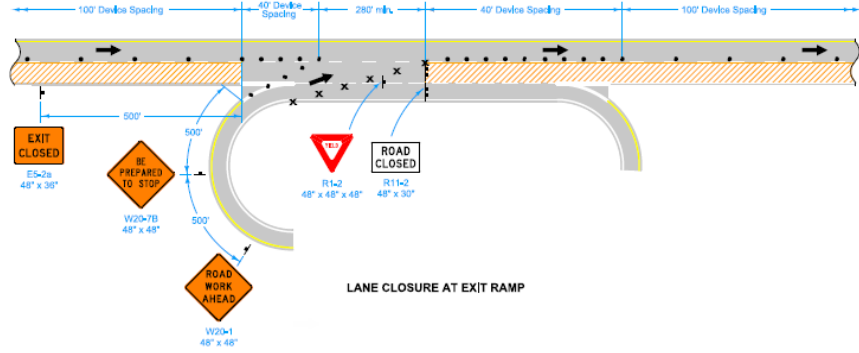 100' Device Spacing
40' Device
Spacing
280' min.
40' Device Spacing
100' Device Spacing
500'
EXIT
CLOSED
E5-2a
48" x 36"
500'
BE
PREPARED
TO STOP
W20-7B
48" x 48"
500'
YIELD
R1-2
48" x 48" x 48"
ROAD
CLOSED
R11-2
48" x 30"
ROAD
WORK
AHEAD
W20-1
48" x 48"
LANE CLOSURE AT EXIT RAMP